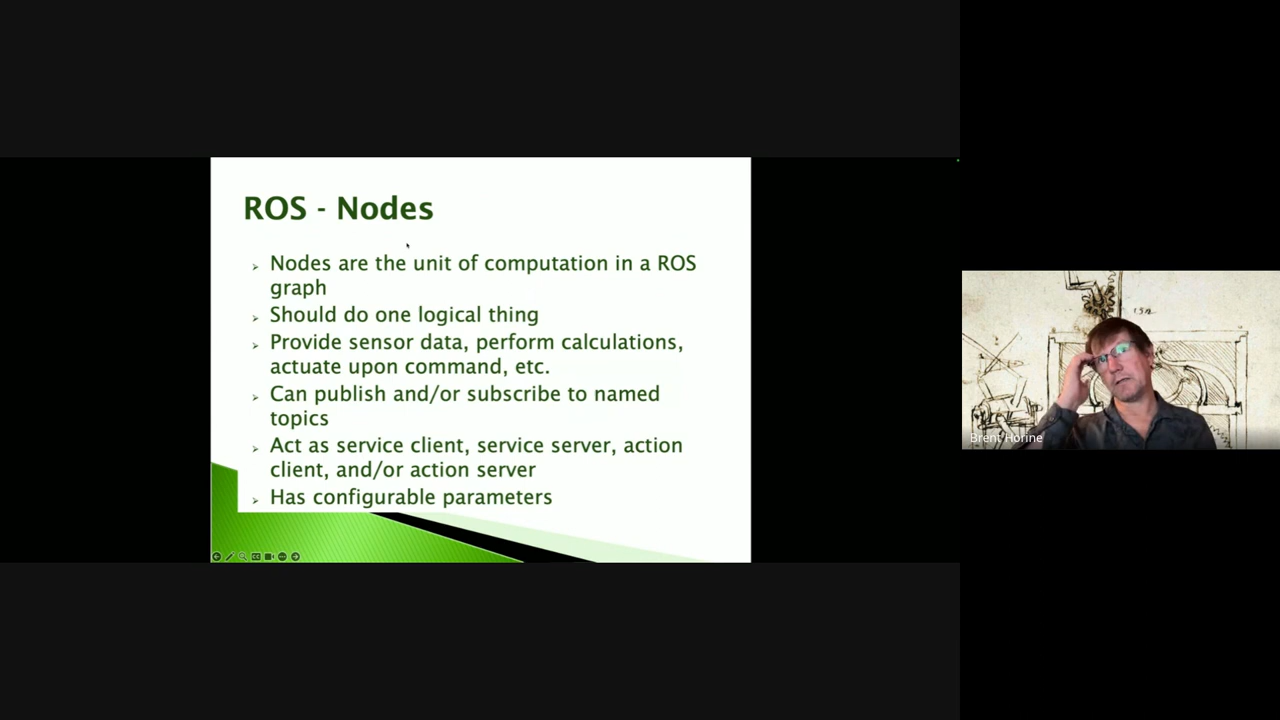 ROS - Nodes
Nodes are the unit of computation in a ROS
graph
Should do one logical thing
Provide sensor data, perform calculations,
actuate upon command, etc.
Can publish and/or subscribe to named
topics
Act as service client, service server, action
client, and/or action server
Has configurable parameters
Brent Horine